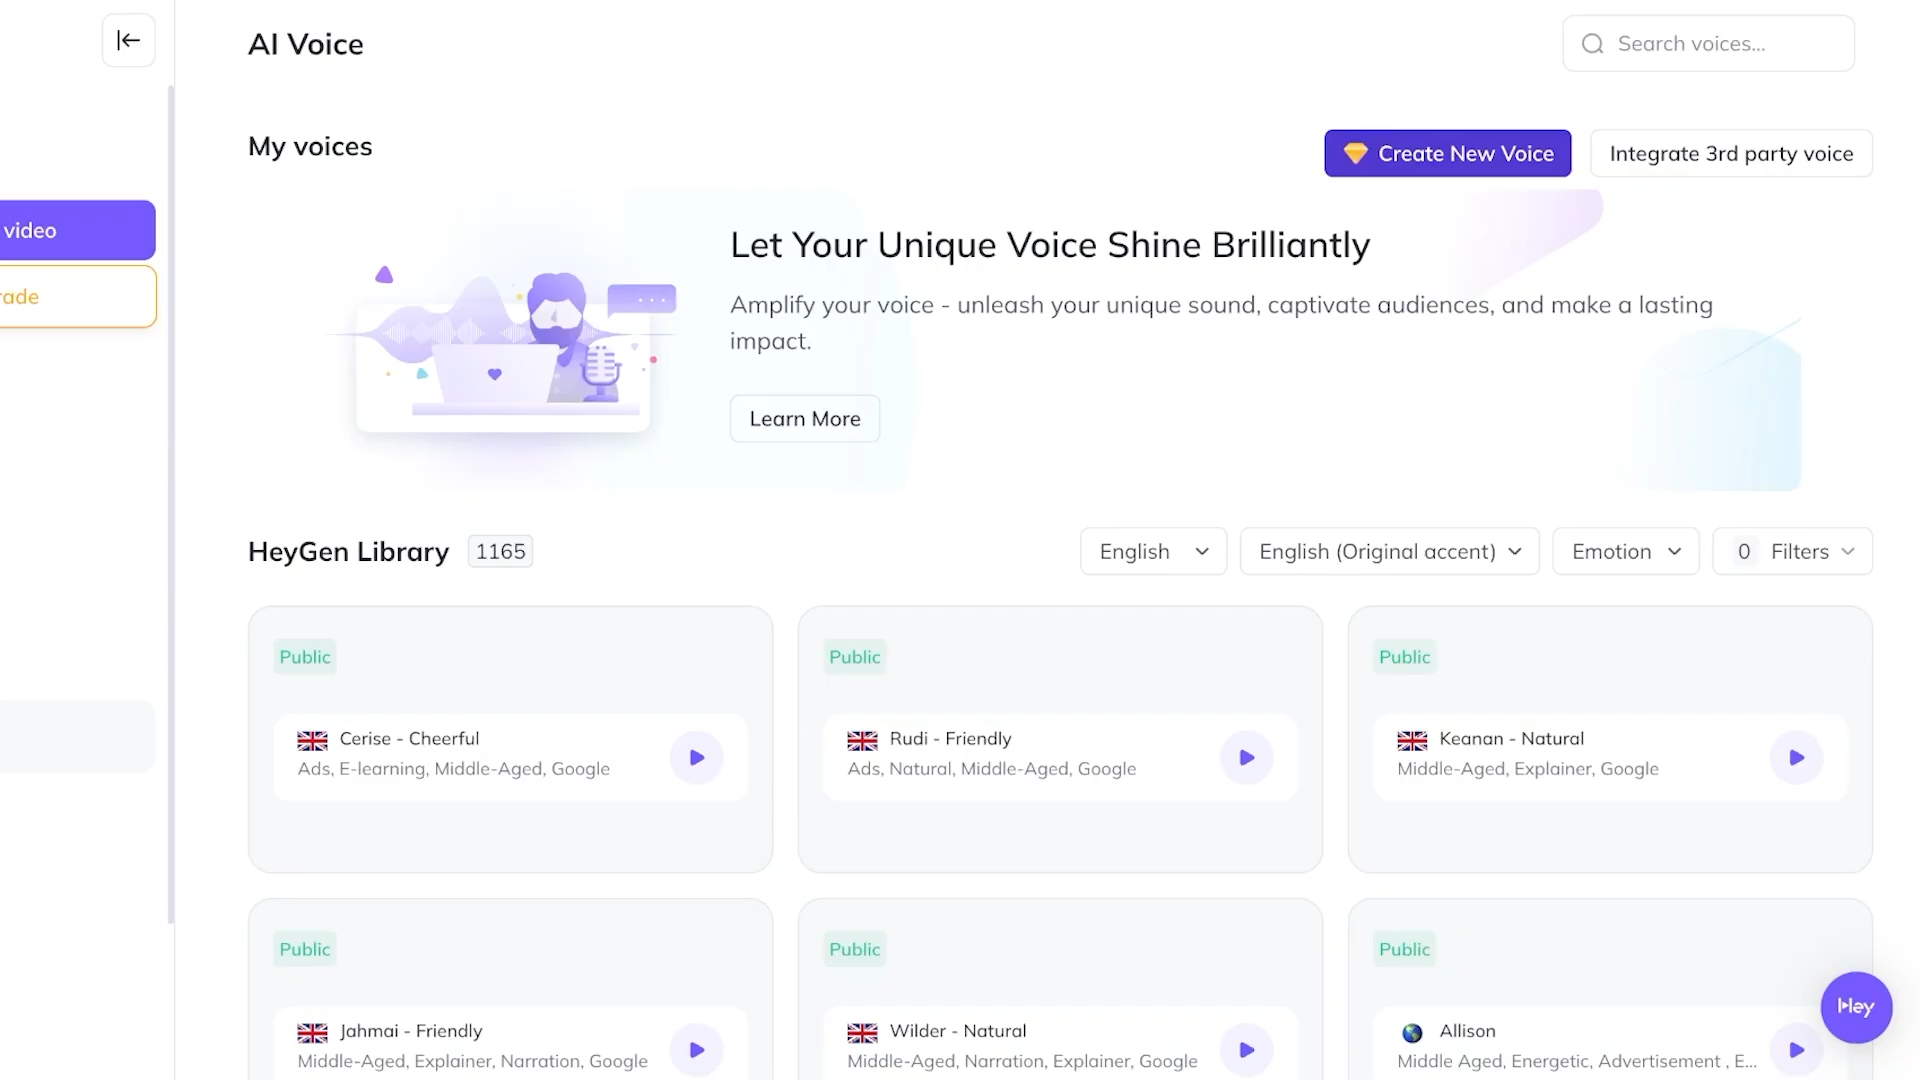 AI Voice
Search voices...
My voices
Create New Voice
Integrate 3rd party voice
video
rade
Let Your Unique Voice Shine Brilliantly
Amplify your voice - unleash your unique sound, captivate audiences, and make a lasting
impact.
Learn More
HeyGen Library 1165
English
English (Original accent)
Emotion
0 Filters
Public
Public
Public
Cerise - Cheerful
Ads, E-learning, Middle-Aged, Google
Rudi - Friendly
Ads, Natural, Middle-Aged, Google
Keanan - Natural
Middle-Aged, Explainer, Google
Public
Public
Public
Jahmai - Friendly
Middle-Aged, Explainer, Narration, Google
Wilder - Natural
Middle-Aged, Narration, Explainer, Google
Allison
Middle Aged, Energetic, Advertisement , E...
Hey